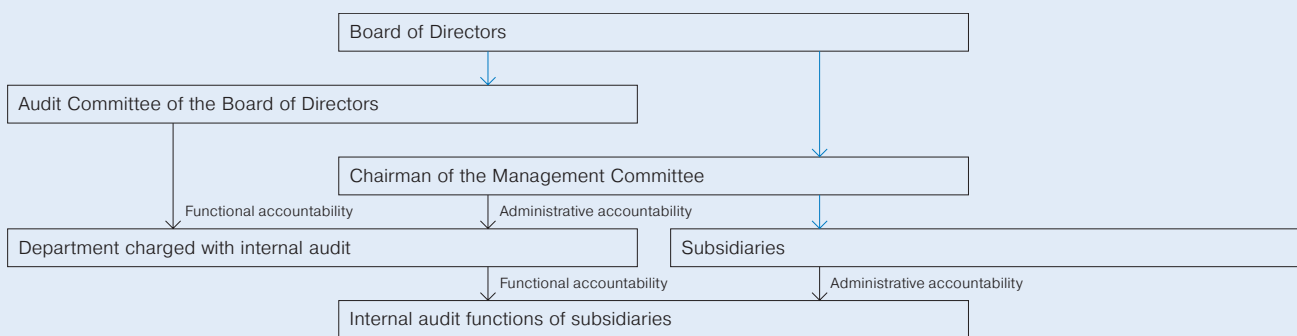 Board of Directors
Audit Committee of the Board of Directors
Chairman of the Management Committee
Functional accountability
Administrative accountability
Department charged with internal audit
Subsidiaries
Functional accountability
Administrative accountability
Internal audit functions of subsidiaries